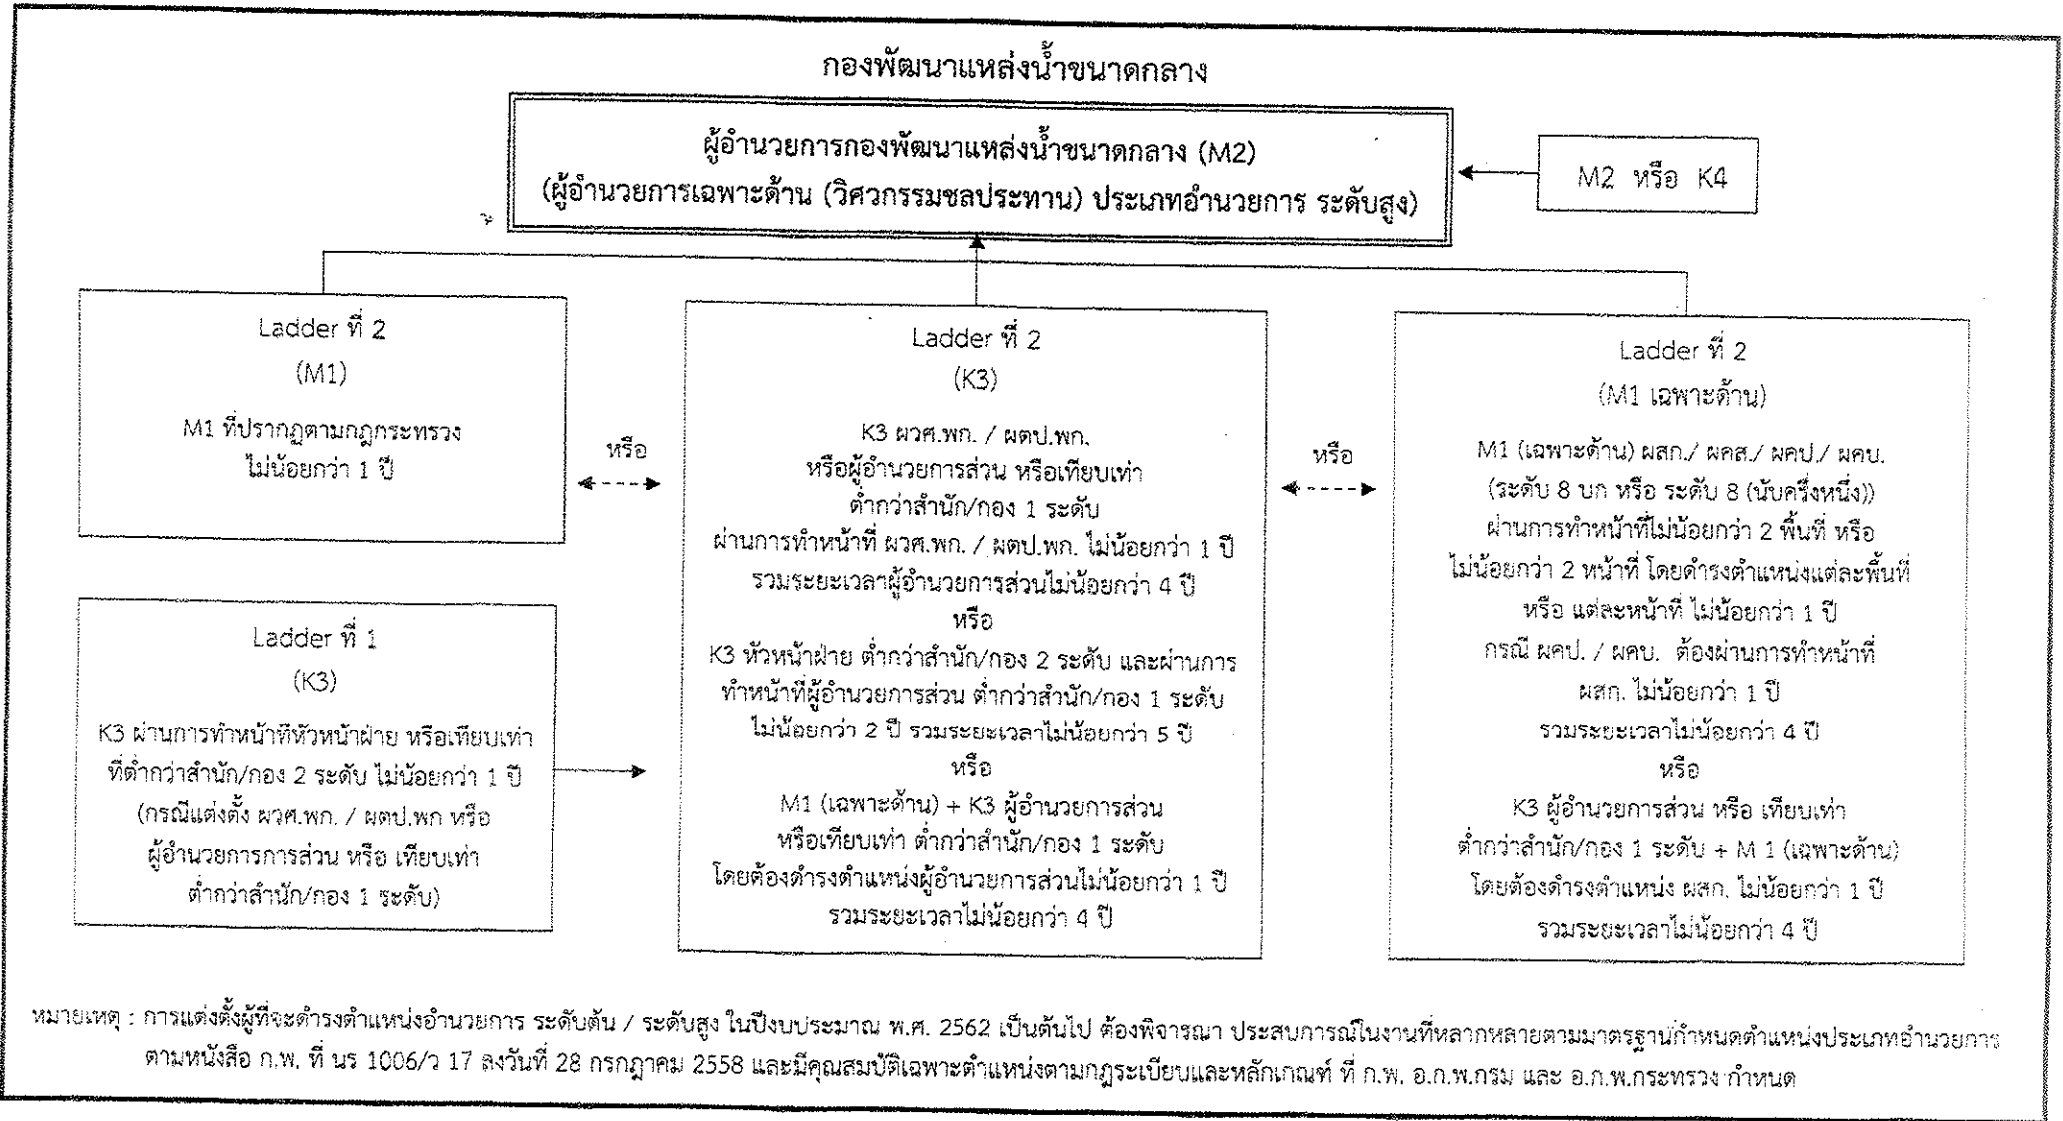 กองพัฒนาแหล่งน้ำขนาดกลาง
ผู้อำนวยการกองพัฒนาแหล่งน้ำขนาดกลาง (M2)
(ผู้อำนวยการเฉพาะด้าน (วิศวกรรมชลประทาน) ประเภทอำนวยการ ระดับสูง)
M2 หรือ K4
Ladder ที่ 2
(M1)
M1 ที่ปรากฏตามกฎกระทรวง
ไม่น้อยกว่า 1 ปี
หรือ
Ladder ที่ 1
(K3)
K3 ผ่านการทำหน้าที่หัวหน้าฝ่าย หรือเทียบเท่า
ที่ต่ำกว่าสำนัก/กอง 2 ระดับ ไม่น้อยกว่า 1 ปี
(กรณีแต่งตั้ง ผวศ.พก. / ผตป.พก หรือ
ผู้อำนวยการการส่วน หรือ เทียบเท่า
ต่ำกว่าสำนัก/กอง 1 ระดับ)
Ladder ที่ 2
(K3)
K3 ผวศ.พก. / ผตป.พก.
หรือผู้อำนวยการส่วน หรือเทียบเท่า
ต่ำกว่าสำนัก/กอง 1 ระดับ
ผ่านการทำหน้าที่ ผวศ.พก. / ผตป.พก. ไม่น้อยกว่า 1 ปี
รวมระยะเวลาผู้อำนวยการส่วนไม่น้อยกว่า 4 ปี
หรือ
K3 หัวหน้าฝ่าย ต่ำกว่าสำนัก/กอง 2 ระดับ และผ่านการ
ทำหน้าที่ผู้อำนวยการส่วน ต่ำกว่าสำนัก/กอง 1 ระดับ
ไม่น้อยกว่า 2 ปี รวมระยะเวลาไม่น้อยกว่า 5 ปี
หรือ
M1 (เฉพาะด้าน) + K3 ผู้อำนวยการส่วน
หรือเทียบเท่า ต่ำกว่าสำนัก/กอง 1 ระดับ
โดยต้องดำรงตำแหน่งผู้อำนวยการส่วนไม่น้อยกว่า 1 ปี
รวมระยะเวลาไม่น้อยกว่า 4 ปี
หรือ
Ladder ที่ 2
(M1 เฉพาะด้าน)
M1 (เฉพาะด้าน) ผสก./ ผคส./ ผคป./ ผคบ.
(ระดับ 8 บก หรือ ระดับ 8 (นับครึ่งหนึ่ง))
ผ่านการทำหน้าที่ไม่น้อยกว่า 2 พื้นที่ หรือ
ไม่น้อยกว่า 2 หน้าที่ โดยดำรงตำแหน่งแต่ละพื้นที่
หรือ แต่ละหน้าที่ ไม่น้อยกว่า 1 ปี
กรณี ผคป. / ผคบ. ต้องผ่านการทำหน้าที่
ผสก. ไม่น้อยกว่า 1 ปี
รวมระยะเวลาไม่น้อยกว่า 4 ปี
หรือ
K3 ผู้อำนวยการส่วน หรือ เทียบเท่า
ต่ำกว่าสำนัก/กอง 1 ระดับ + M 1 (เฉพาะด้าน)
โดยต้องดำรงตำแหน่ง ผสก. ไม่น้อยกว่า 1 ปี
รวมระยะเวลาไม่น้อยกว่า 4 ปี
หมายเหตุ : การแต่งตั้งผู้ที่จะดำรงตำแหน่งอำนวยการ ระดับต้น / ระดับสูง ในปีงบประมาณ พ.ศ. 2562 เป็นต้นไป ต้องพิจารณา ประสบการณ์ในงานที่หลากหลายตามมาตรฐานกำหนดตำแหน่งประเภทอำนวยการ
ตามหนังสือ ก.พ. ที่ นร 1006/ว 17 ลงวันที่ 28 กรกฎาคม 2558 และมีคุณสมบัติเฉพาะตำแหน่งตามกฎระเบียบและหลักเกณฑ์ ที่ ก.พ. อ.ก.พ.กรม และ อ.ก.พ.กระทรวง กำหนด